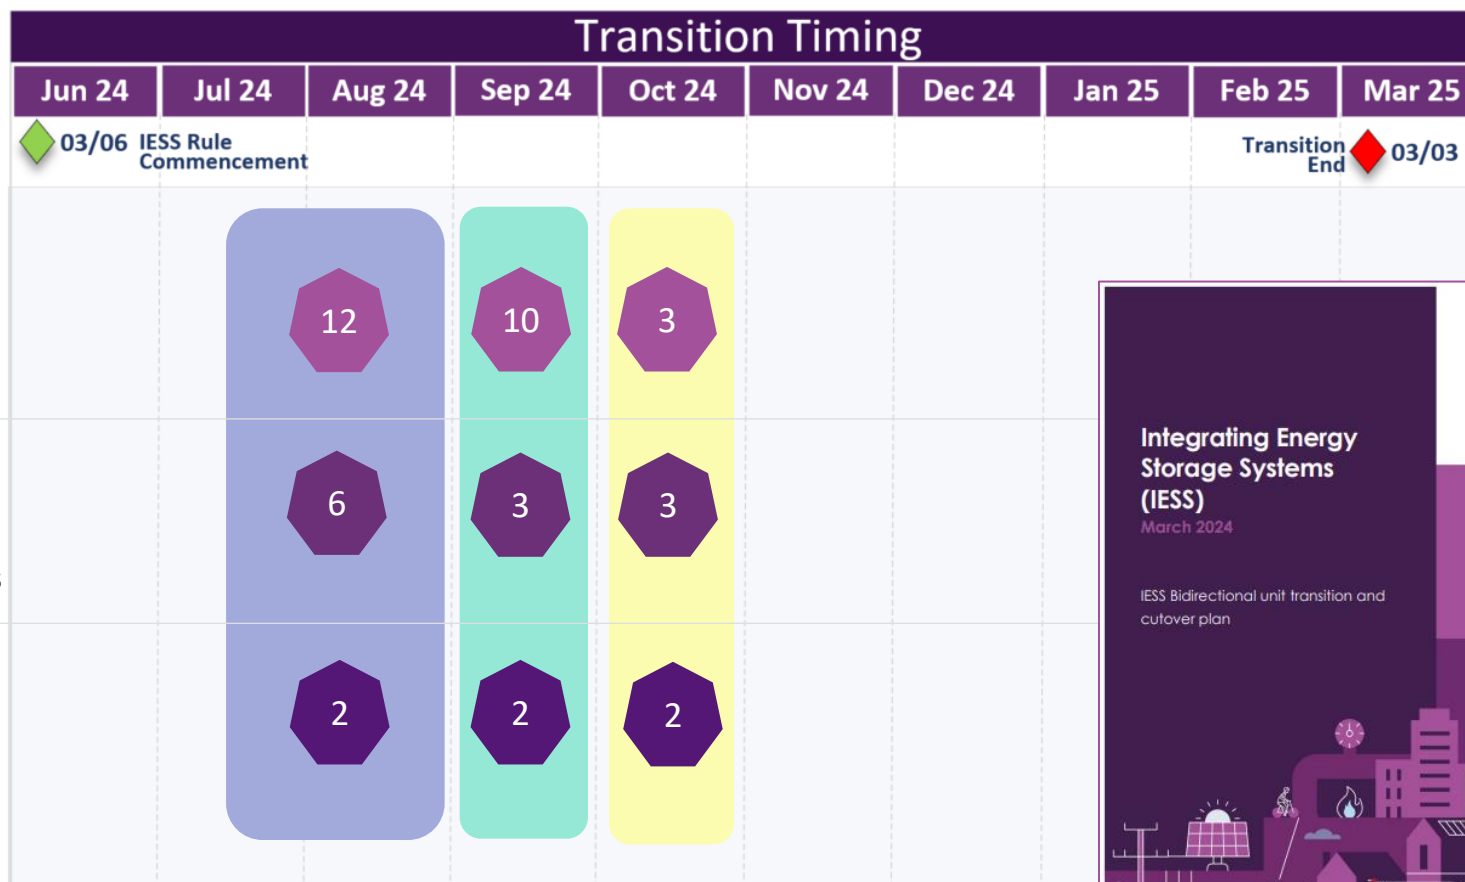 Transition Timing
Jun 24 Jul 24 Aug 24 Sep 24 Oct 24 Nov 24 Dec 24 Jan 25 Feb 25 Mar 25
03/06 IESS Rule
Commencement
Transition
End
03/03
12 10 3
6 3 3
2 2 2
Integrating Energy
Storage Systems
(IESS)
March 2024
IESS Bidirectional unit transition and
cutover plan